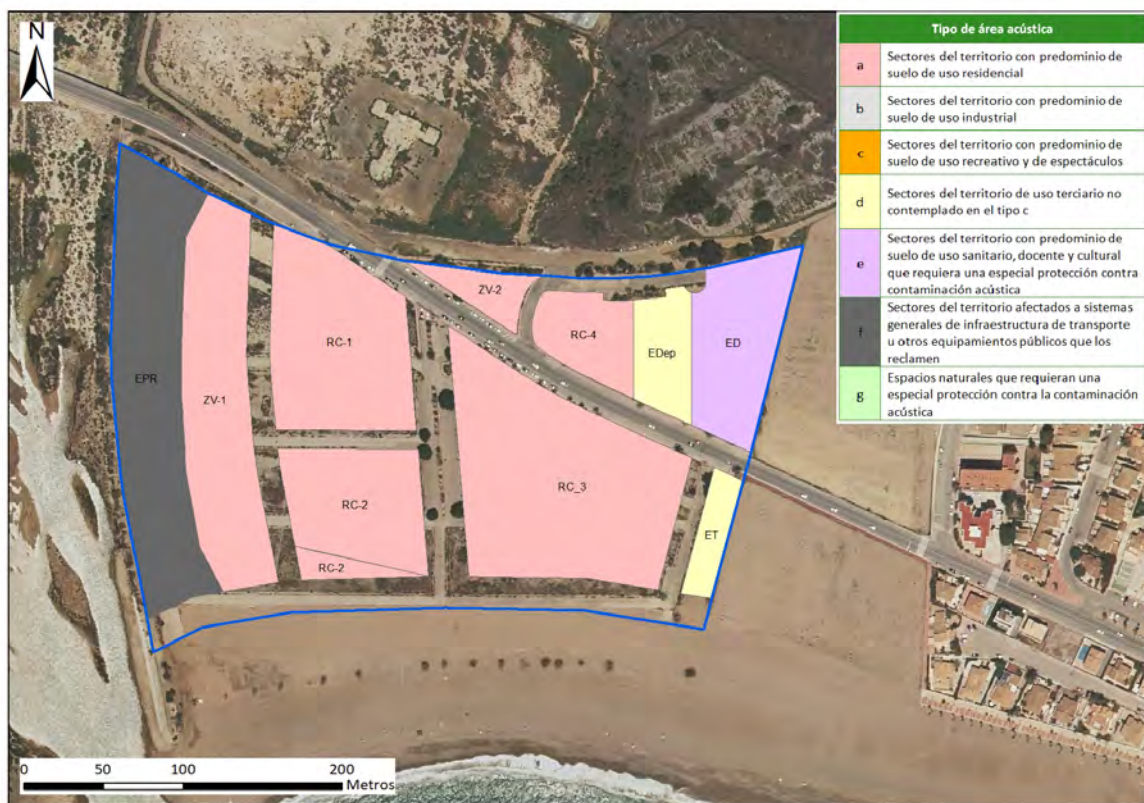 N
Tipo de área acústica
a
Sectores del territorio con predominio de
suelo de uso residencial
b
Sectores del territorio con predominio de
suelo de uso industrial
c
Sectores del territorio con predominio de
suelo de uso recreativo y de espectáculos
d
Sectores del territorio de uso terciario no
contemplado en el tipo c
e
Sectores del territorio con predominio de
suelo de uso sanitario, docente y cultural
que requiera una especial protección contra
contaminación acústica
f
Sectores del territorio afectados a sistemas
generales de infraestructura de transporte
u otros equipamientos públicos que los
reclamen
g
Espacios naturales que requieran una
especial protección contra la contaminación
acústica
ZV-2
RC-4
EDep
ED
RC-1
EPR
ZV-1
RC_3
RC-2
ET
RC-2
0 50 100 200
Metros